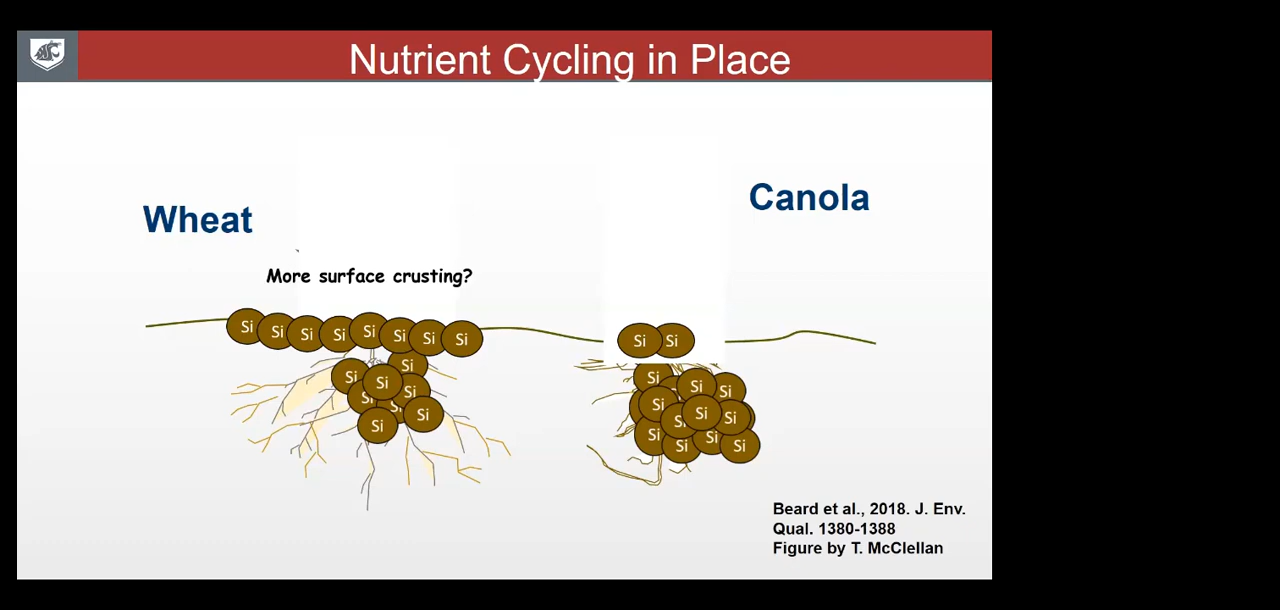 Nutrient Cycling in Place
Wheat
Canola
More surface crusting?
Si Si Si Si Si Si Si Si
Si Si
Si Si
Si Si Si
Si Si
Si
Si Si Si
Si Si Si
Si Si
Si Si Si
Si
Beard et al., 2018. J. Env.
Qual. 1380-1388
Figure by T. McClellan